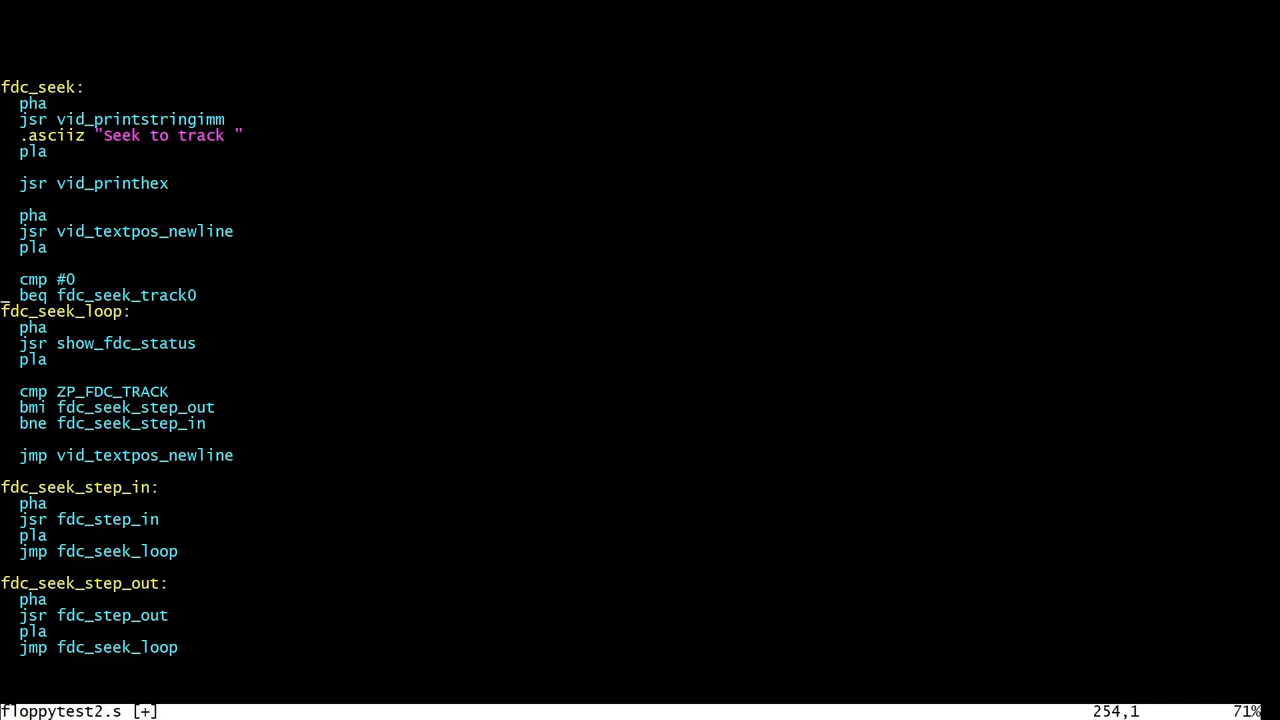 fdc_seek:
  pha
  jsr vid_printstringimm
  .asciiz "Seek to track "
  pla
  jsr vid_printhex
  pha
  jsr vid_textpos_newline
  pla
  cmp #0
_ beq fdc_seek_track0
fdc_seek_loop:
  pha
  jsr show_fdc_status
  pla
  cmp ZP_FDC_TRACK
  bmi fdc_seek_step_out
  bne fdc_seek_step_in
  jmp vid_textpos_newline
fdc_seek_step_in:
  pha
  jsr fdc_step_in
  pla
  jmp fdc_seek_loop
fdc_seek_step_out:
  pha
  jsr fdc_step_out
  pla
  jmp fdc_seek_loop
floppytest2.s [+] 254,1 71%